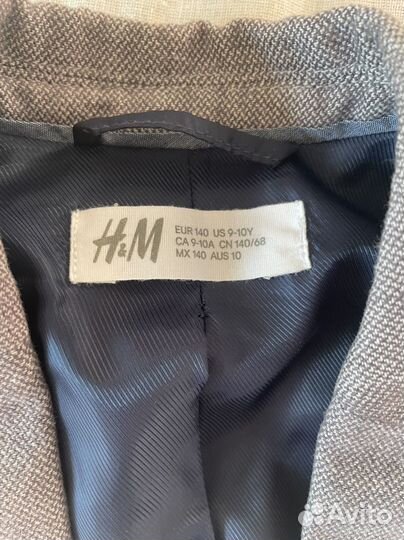 H&M
EUR 140 US 9-10Y
CA 9-10A CN 140/68
MX 140 AUS 10
Avito